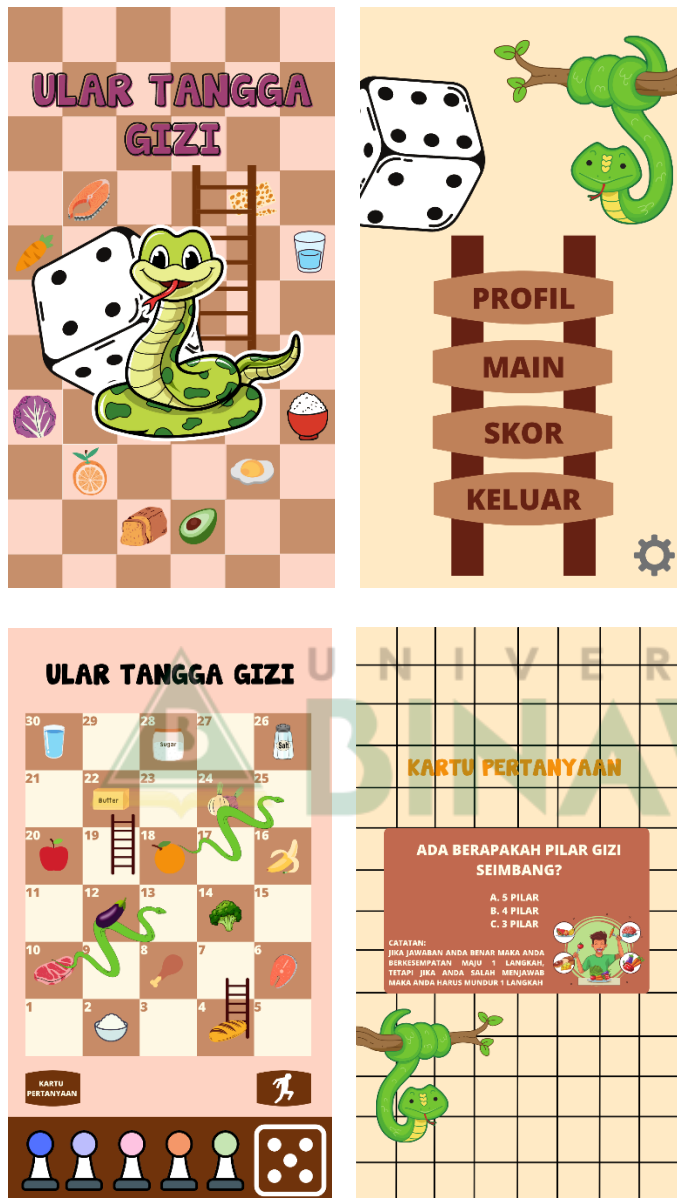 ULAR TANGGA
GIZI
PROFIL
MAIN
SKOR
KELUAR
UNIVER
BINAW
ULAR TANGGA GIZI
30 29 28 27 26
Sugar
Salt
21 22 23 24 25
Butter
20 19 18 17 16
11 12 13 14 15
10 9 8 7 6
1 2 3 4 5
KARTU
PERTANYAAN
KARTU PERTANYAAN
ADA BERAPAKAH PILAR GIZI
SEIMBANG?
A. 5 PILAR
B. 4 PILAR
C. 3 PILAR
CATATAN:
JIKA JAWABAN ANDA BENAR MAKA ANDA
BERKESEMPATAN MAJU 1 LANGKAH,
TETAPI JIKA ANDA SALAH MENJAWAB
MAKA ANDA HARUS MUNDUR 1 LANGKAH